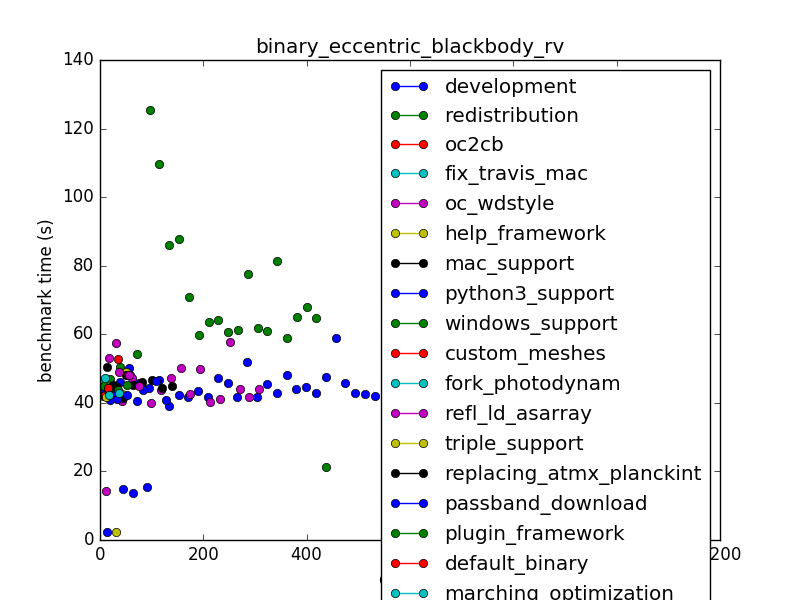 binary_eccentric_blackbody_rv
140
120
100
80
60
40
20
0
benchmark time (s)
0
200
400
200
development
redistribution
oc2cb
fix_travis_mac
oc_wdstyle
help_framework
mac_support
python3_support
windows_support
custom_meshes
fork_photodynam
refl_ld_asarray
triple_support
replacing_atmx_planckint
passband_download
plugin_framework
default_binary
marching_optimization